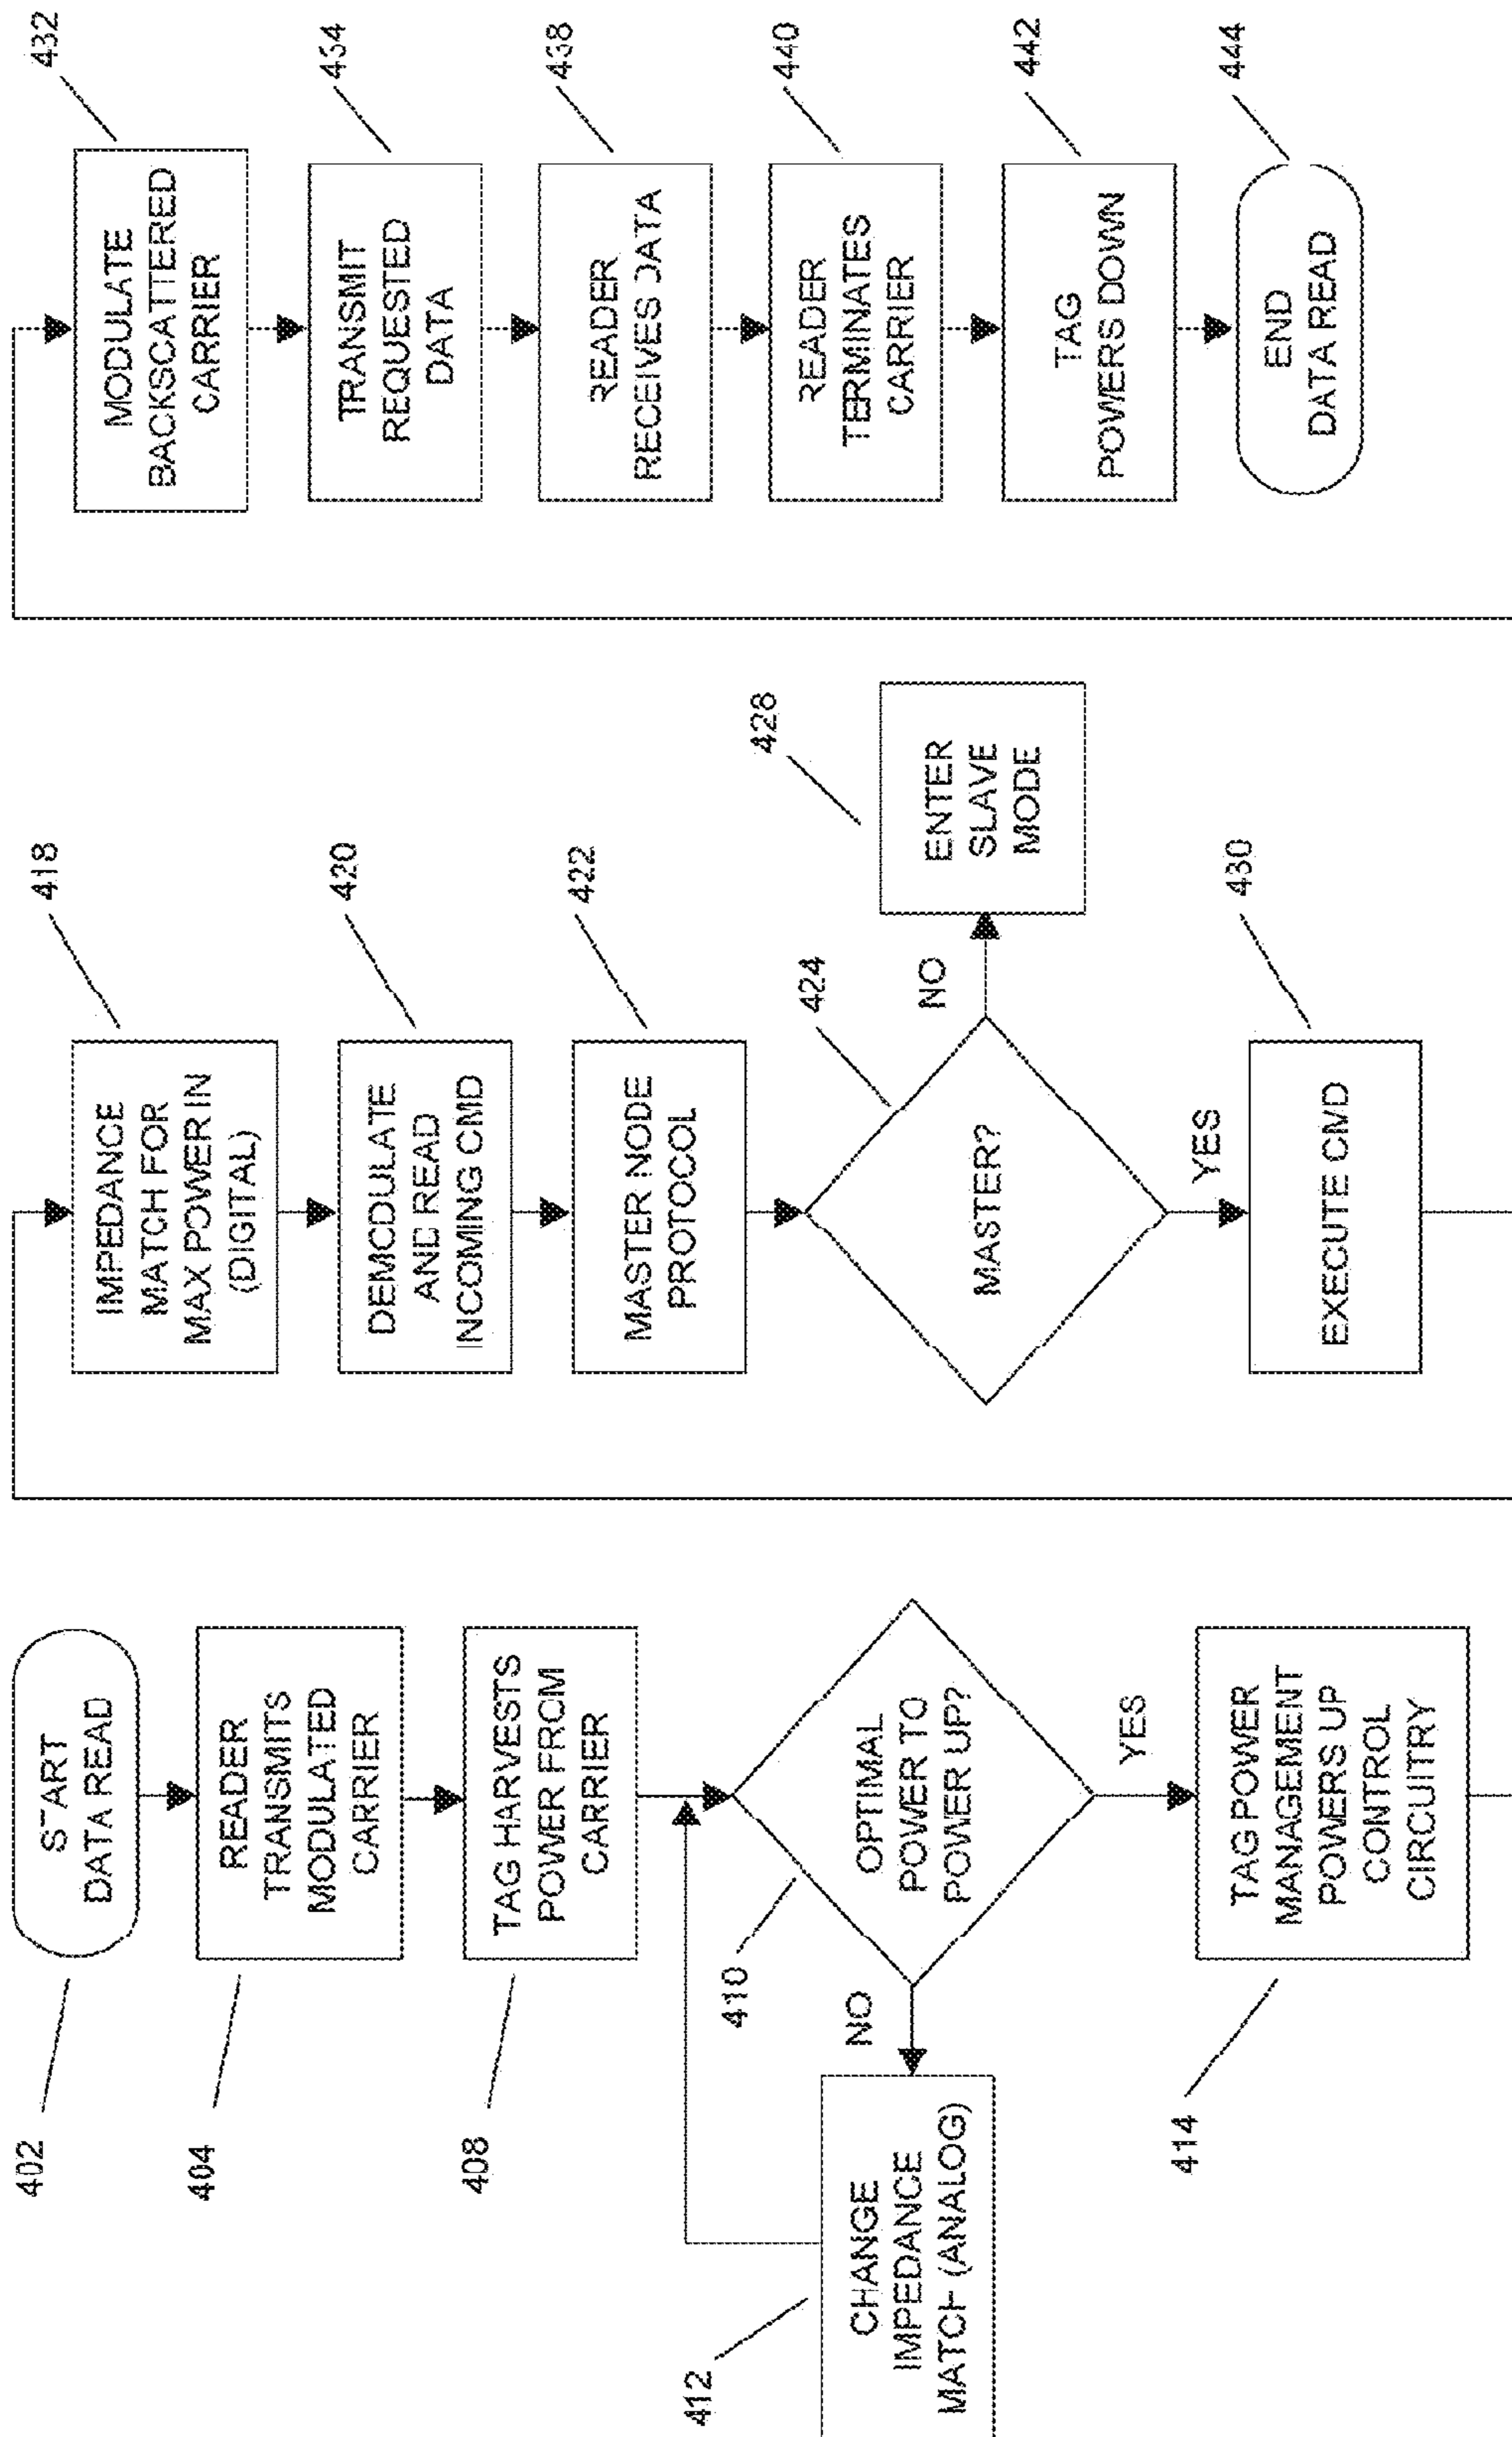 402
START
DATA READ
404
READER
TRANSMITS
MODULATED
CARRIER
408
TAG HARVESTS
POWER FROM
CARRIER
410
OPTIMAL
POWER TO
POWER UP?
NO
412
CHANGE
IMPEDANCE
MATCH (ANALOG)
YES
414
TAG POWER
MANAGEMENT
POWERS UP
CONTROL
CIRCUITRY
418
IMPEDANCE
MATCH FOR
MAX POWER IN
(DIGITAL)
420
DEMODULATE
AND READ
INCOMING CMD
422
MASTER NODE
PROTOCOL
424
MASTER?
NO
428
ENTER
SLAVE
MODE
YES
430
EXECUTE CMD
432
MODULATE
BACKSCATTERED
CARRIER
434
TRANSMIT
REQUESTED
DATA
438
READER
RECEIVES DATA
440
READER
TERMINATES
CARRIER
442
TAG
POWERS DOWN
444
END
DATA READ